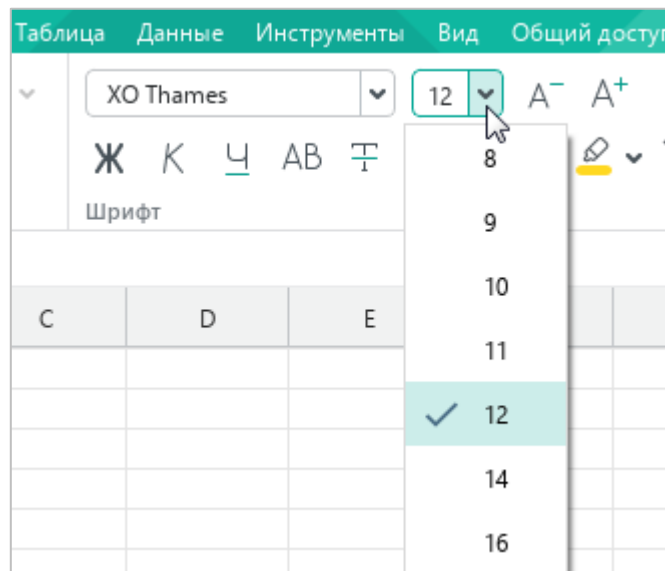 Таблица Данные Инструменты Вид Общий доступ
XO Thames 12 A⁻ A⁺
Ж К Ч АВ Т
8
Шрифт
9
10
C D E
11
12
14
16